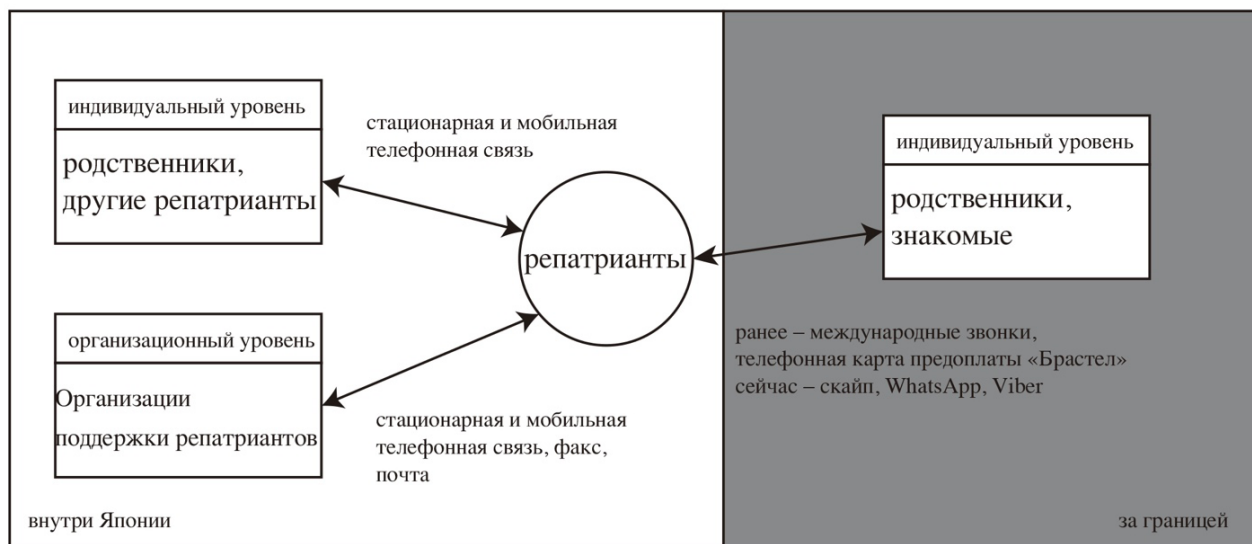 индивидуальный уровень
родственники,
другие репатрианты
стационарная и мобильная
телефонная связь
репатрианты
организационный уровень
Организации
поддержки репатриантов
стационарная и мобильная
телефонная связь, факс,
почта
внутри Японии
индивидуальный уровень
родственники,
знакомые
ранее – международные звонки,
телефонная карта предоплаты «Брастел»
сейчас – скайп, WhatsApp, Viber
за границей